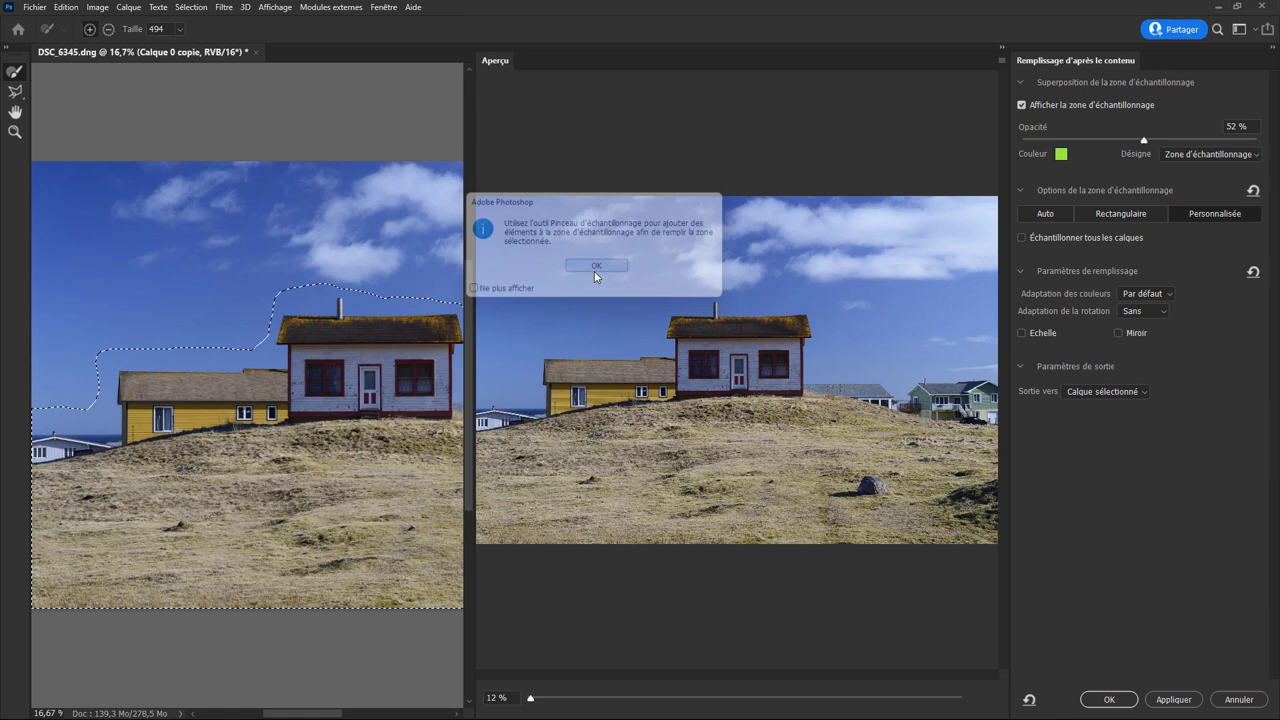 Ps Fichier Edition Image Calque Texte Sélection Filtre 3D Affichage Modules externes Fenêtre Aide
Taille 494
Partager
DSC_6345.dng @ 16,7% (Calque 0 copie, RVB/16*) *
Aperçu
Remplissage d'après le contenu
Superposition de la zone d'échantillonnage
Afficher la zone d'échantillonnage
Opacité
52 %
Couleur
Désigne
Zone d'échantillonnage
Options de la zone d'échantillonnage
Auto Rectangulaire Personnalisée
Échantillonner tous les calques
Paramètres de remplissage
Adaptation des couleurs Par défaut
Adaptation de la rotation Sans
Echelle Miroir
Paramètres de sortie
Sortie vers Calque sélectionné
Adobe Photoshop
Utilisez l'outil Pinceau d'échantillonnage pour ajouter des
éléments à la zone d'échantillonnage afin de remplir la zone
sélectionnée.
OK
Ne plus afficher
12 %
OK Appliquer Annuler
16,67 % Doc : 139,3 Mo/278,5 Mo